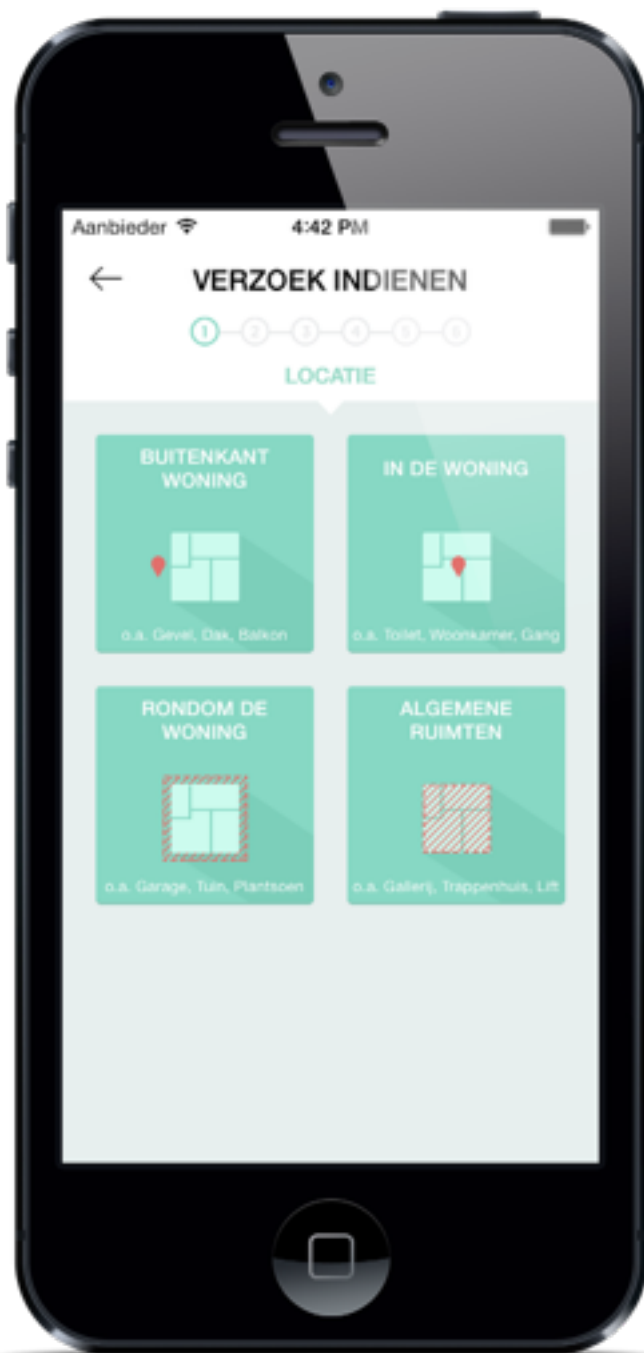 Aanbieder 4:42 PM
VERZOEK INDIENEN
1 2 3 4 5 6
LOCATIE
BUITENKANT
WONING
o.a. Gevel, Dak, Balkon
IN DE WONING
o.a. Toilet, Woonkamer, Gang
RONDOM DE
WONING
o.a. Garage, Tuin, Plantsoen
ALGEMENE
RUIMTEN
o.a. Gallerij, Trappenhuis, Lift